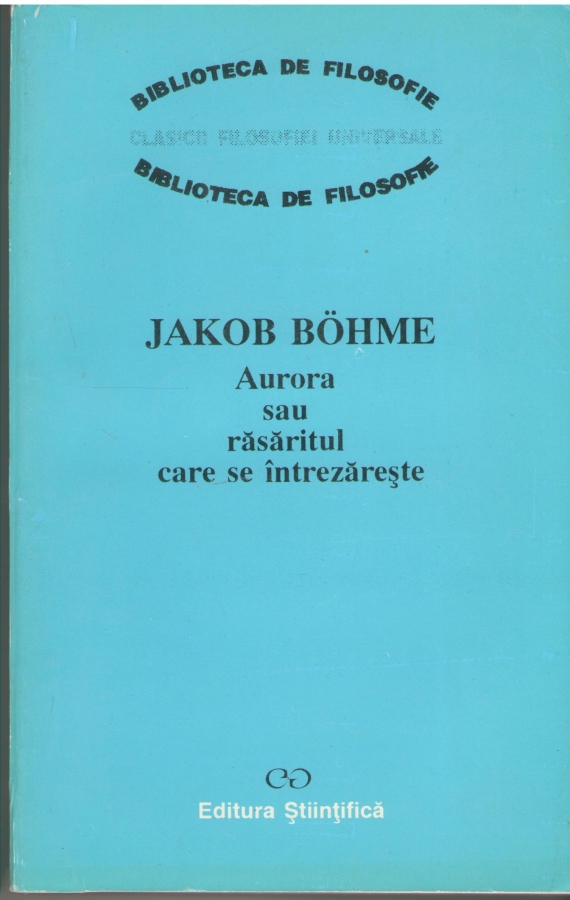 BIBLIOTECA DE FILOSOFIE
CLASICII FILOSOFIEI UNIVERSALE
BIBLIOTECA DE FILOSOFIE
JAKOB BÖHME
Aurora
sau
răsăritul
care se întrezăreşte
Editura Ştiinţifică